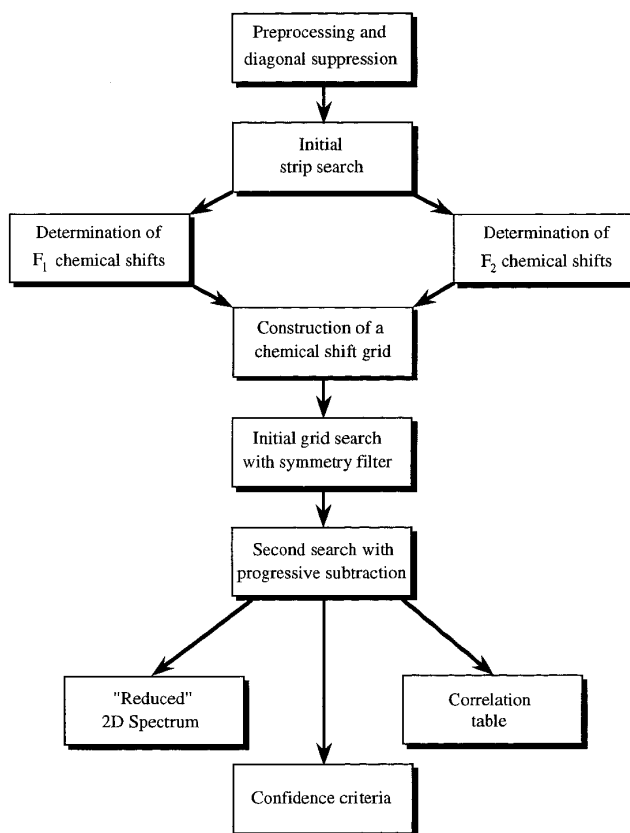 Preprocessing and
diagonal suppression
Initial
strip search
Determination of
F1 chemical shifts
Determination of
F2 chemical shifts
Construction of a
chemical shift grid
Initial grid search
with symmetry filter
Second search with
progressive subtraction
"Reduced"
2D Spectrum
Correlation
table
Confidence criteria